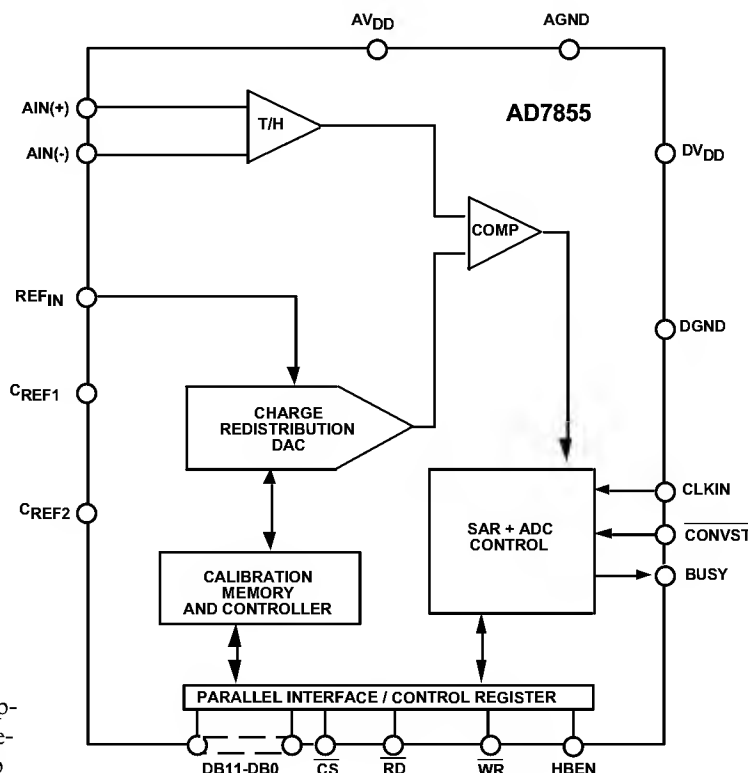 AVDD
AGND
AIN(+)
T/H
AD7855
AIN(-)
DVDD
COMP
REFIN
DGND
CREF1
CHARGE
REDISTRIBUTION
DAC
CLKIN
CREF2
SAR + ADC
CONTROL
CONVST
BUSY
CALIBRATION
MEMORY
AND CONTROLLER
PARALLEL INTERFACE / CONTROL REGISTER
p-
e-
DB11-DB0
CS
RD
WR
HBEN